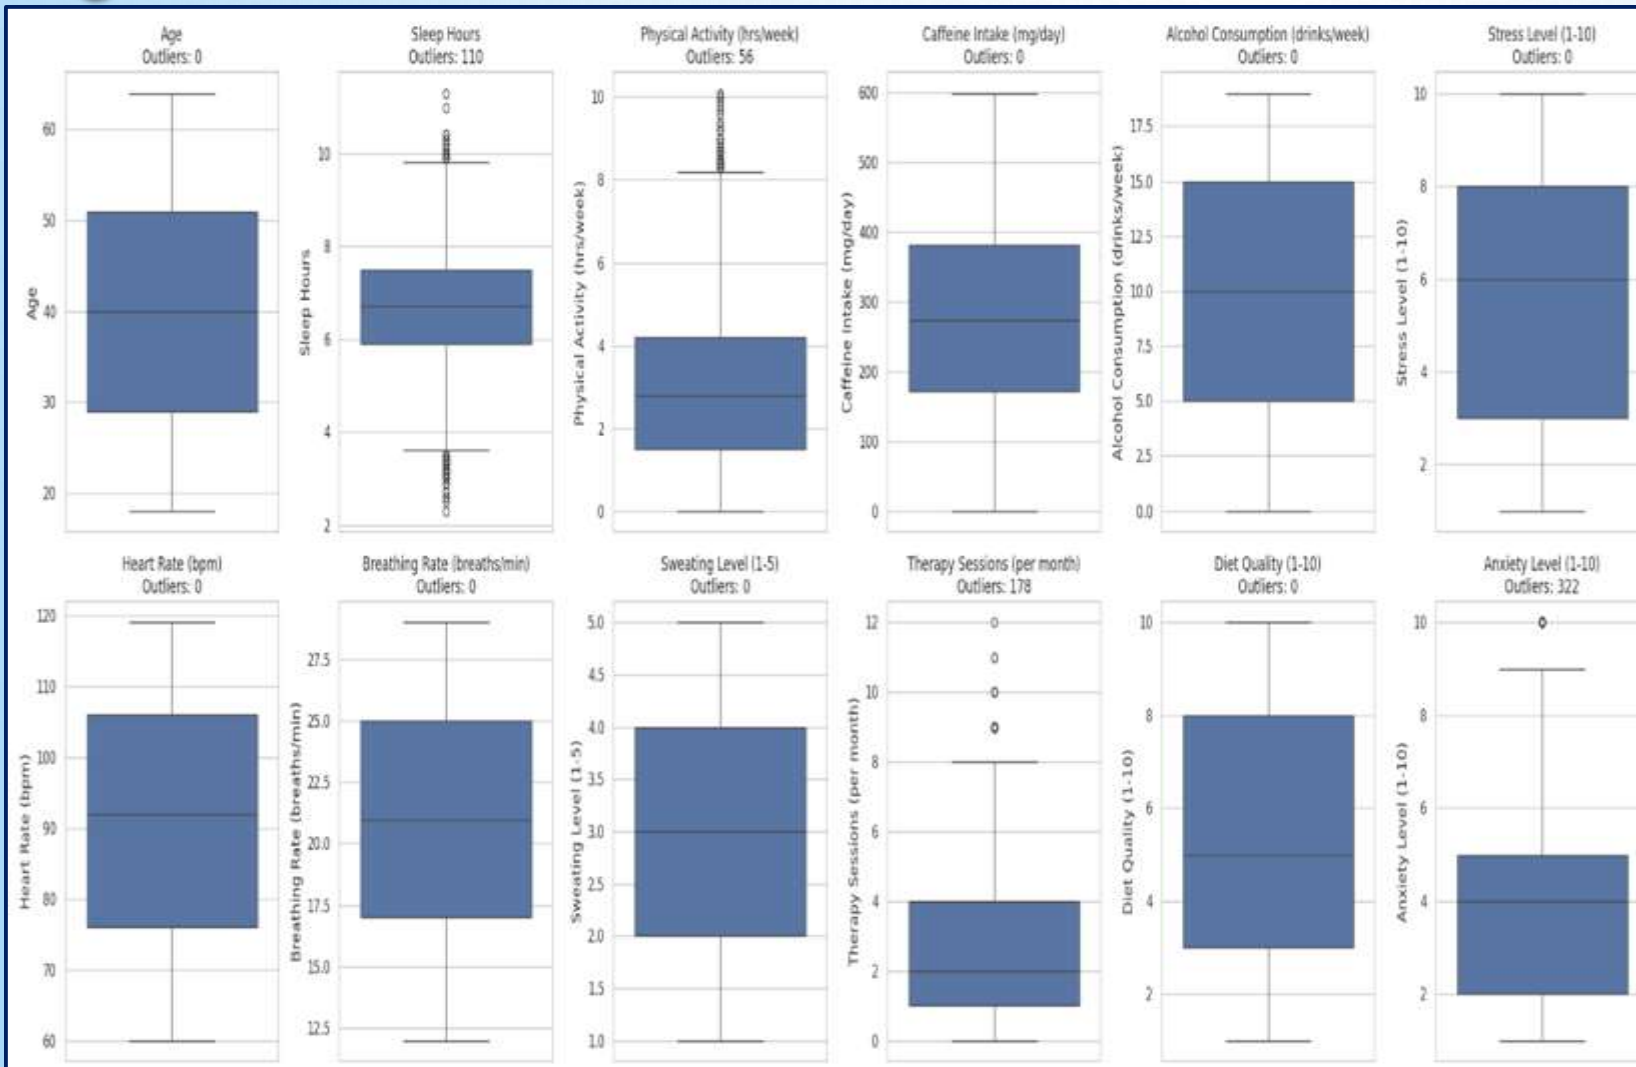 Age
Outliers: 0
60
50
40
30
20
Age
Sleep Hours
Outliers: 110
10
8
6
4
2
Sleep Hours
Physical Activity (hrs/week)
Outliers: 56
10
8
6
4
2
0
Physical Activity (hrs/week)
Caffeine Intake (mg/day)
Outliers: 0
600
500
400
300
200
100
0
Caffeine Intake (mg/day)
Alcohol Consumption (drinks/week)
Outliers: 0
17.5
15.0
12.5
10.0
7.5
5.0
2.5
0.0
Alcohol Consumption (drinks/week)
Stress Level (1-10)
Outliers: 0
10
8
6
4
2
Stress Level (1-10)
Heart Rate (bpm)
Outliers: 0
120
110
100
90
80
70
60
Heart Rate (bpm)
Breathing Rate (breaths/min)
Outliers: 0
27.5
25.0
22.5
20.0
17.5
15.0
12.5
Breathing Rate (breaths/min)
Sweating Level (1-5)
Outliers: 0
5.0
4.5
4.0
3.5
3.0
2.5
2.0
1.5
1.0
Sweating Level (1-5)
Therapy Sessions (per month)
Outliers: 178
12
10
8
6
4
2
0
Therapy Sessions (per month)
Diet Quality (1-10)
Outliers: 0
10
8
6
4
2
Diet Quality (1-10)
Anxiety Level (1-10)
Outliers: 322
10
8
6
4
2
Anxiety Level (1-10)